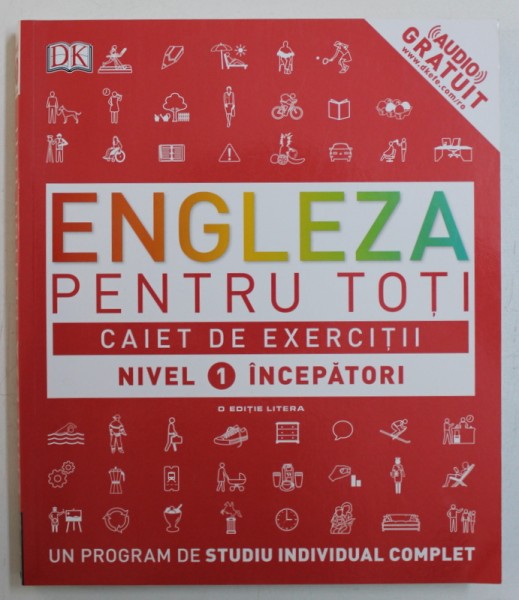 DK
AUDIO
GRATUIT
www.dkefe.com/ro
ENGLEZA
PENTRU TOȚI
CAIET DE EXERCIȚII
NIVEL 1 ÎNCEPĂTORI
O EDIȚIE LITERA
UN PROGRAM DE STUDIU INDIVIDUAL COMPLET